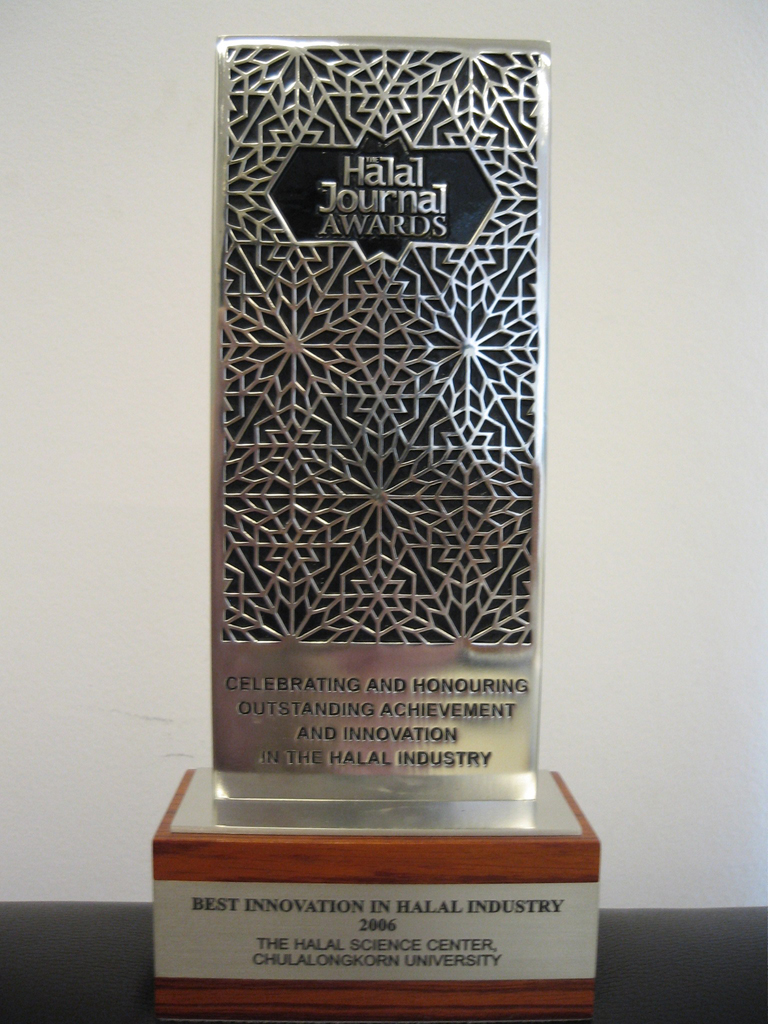 THE
Halal
Journal
AWARDS
CELEBRATING AND HONOURING
OUTSTANDING ACHIEVEMENT
AND INNOVATION
IN THE HALAL INDUSTRY
BEST INNOVATION IN HALAL INDUSTRY
2006
THE HALAL SCIENCE CENTER,
CHULALONGKORN UNIVERSITY